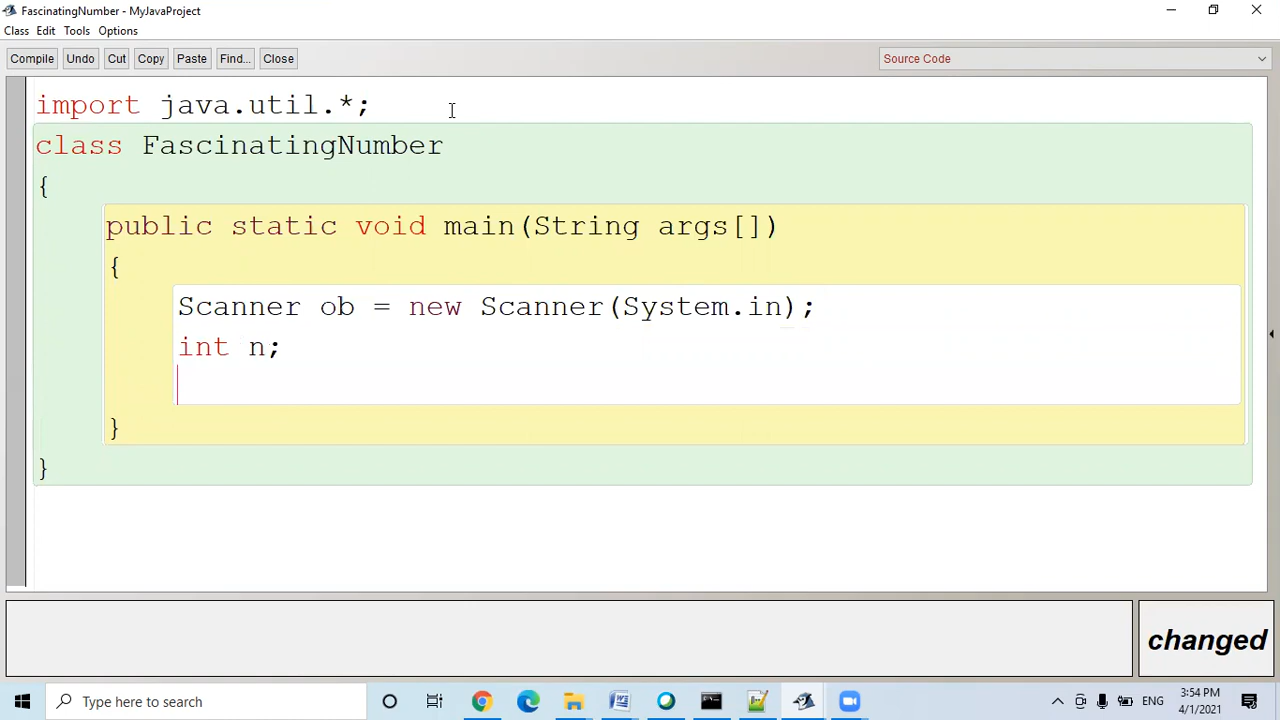 FascinatingNumber - MyJavaProject
Class Edit Tools Options
Compile Undo Cut Copy Paste Find... Close Source Code
import java.util.*;
class FascinatingNumber
{
public static void main(String args[])
{
Scanner ob = new Scanner(System.in);
int n;
}
}
changed
Type here to search
ENG
3:54 PM
4/1/2021